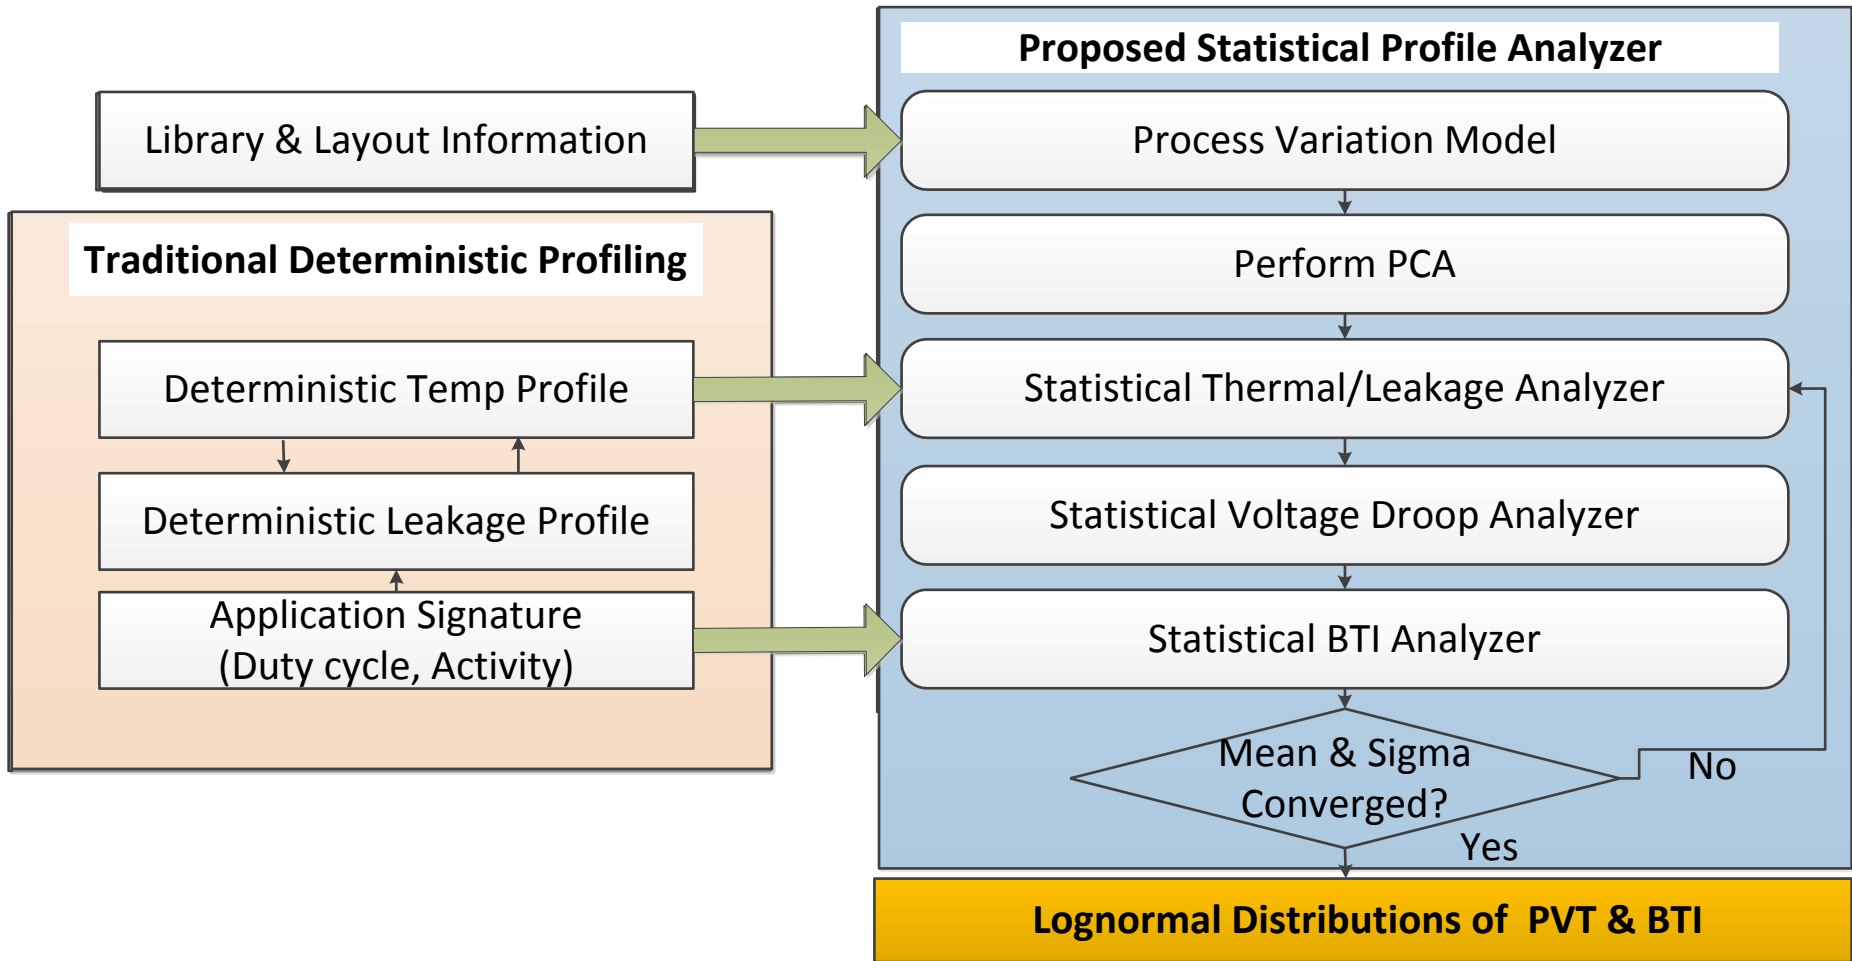 Proposed Statistical Profile Analyzer
Library & Layout Information
Process Variation Model
Traditional Deterministic Profiling
Perform PCA
Deterministic Temp Profile
Statistical Thermal/Leakage Analyzer
Deterministic Leakage Profile
Statistical Voltage Droop Analyzer
Application Signature
(Duty cycle, Activity)
Statistical BTI Analyzer
Mean & Sigma
Converged?
No
Yes
Lognormal Distributions of PVT & BTI